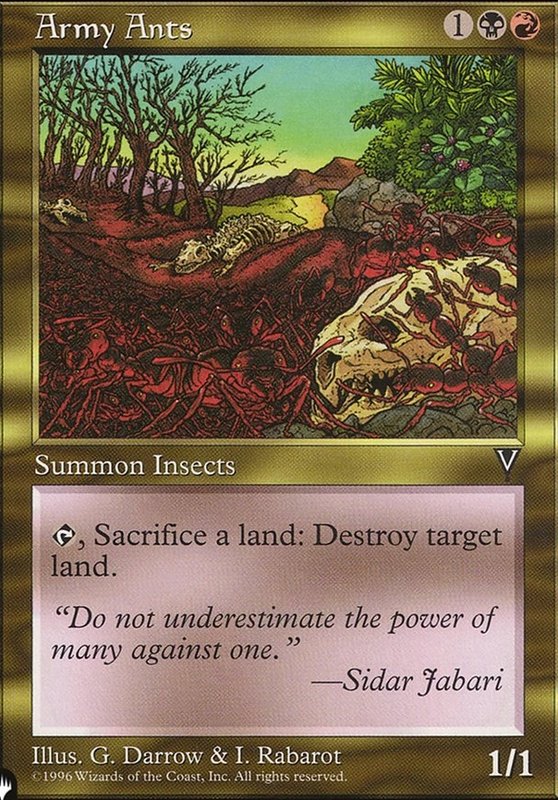 Army Ants 1
Summon Insects V
, Sacrifice a land: Destroy target
land.
“Do not underestimate the power of
many against one.”
—Sidar Jabari
Illus. G. Darrow & I. Rabarot
©1996 Wizards of the Coast, Inc. All rights reserved.
1/1